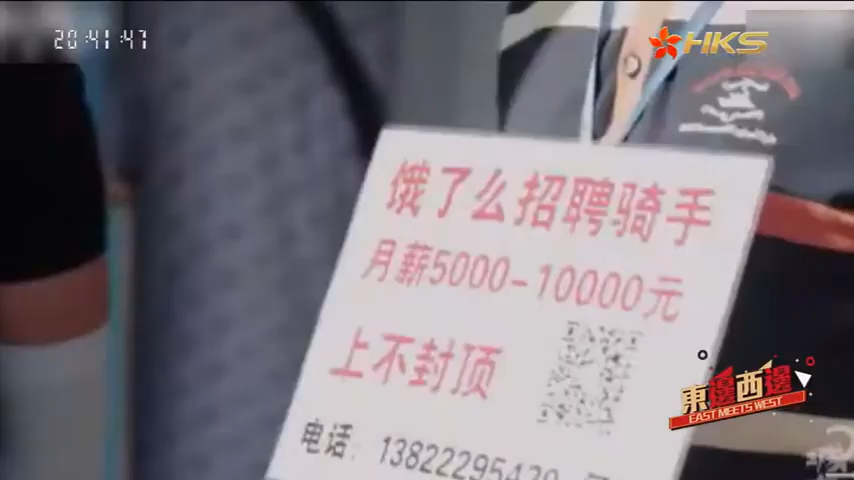 20:41:47
HKS
饿了么招聘骑手
月薪5000-10000元
上不封顶
电话: 13822295420
東邊西邊
EAST MEETS WEST